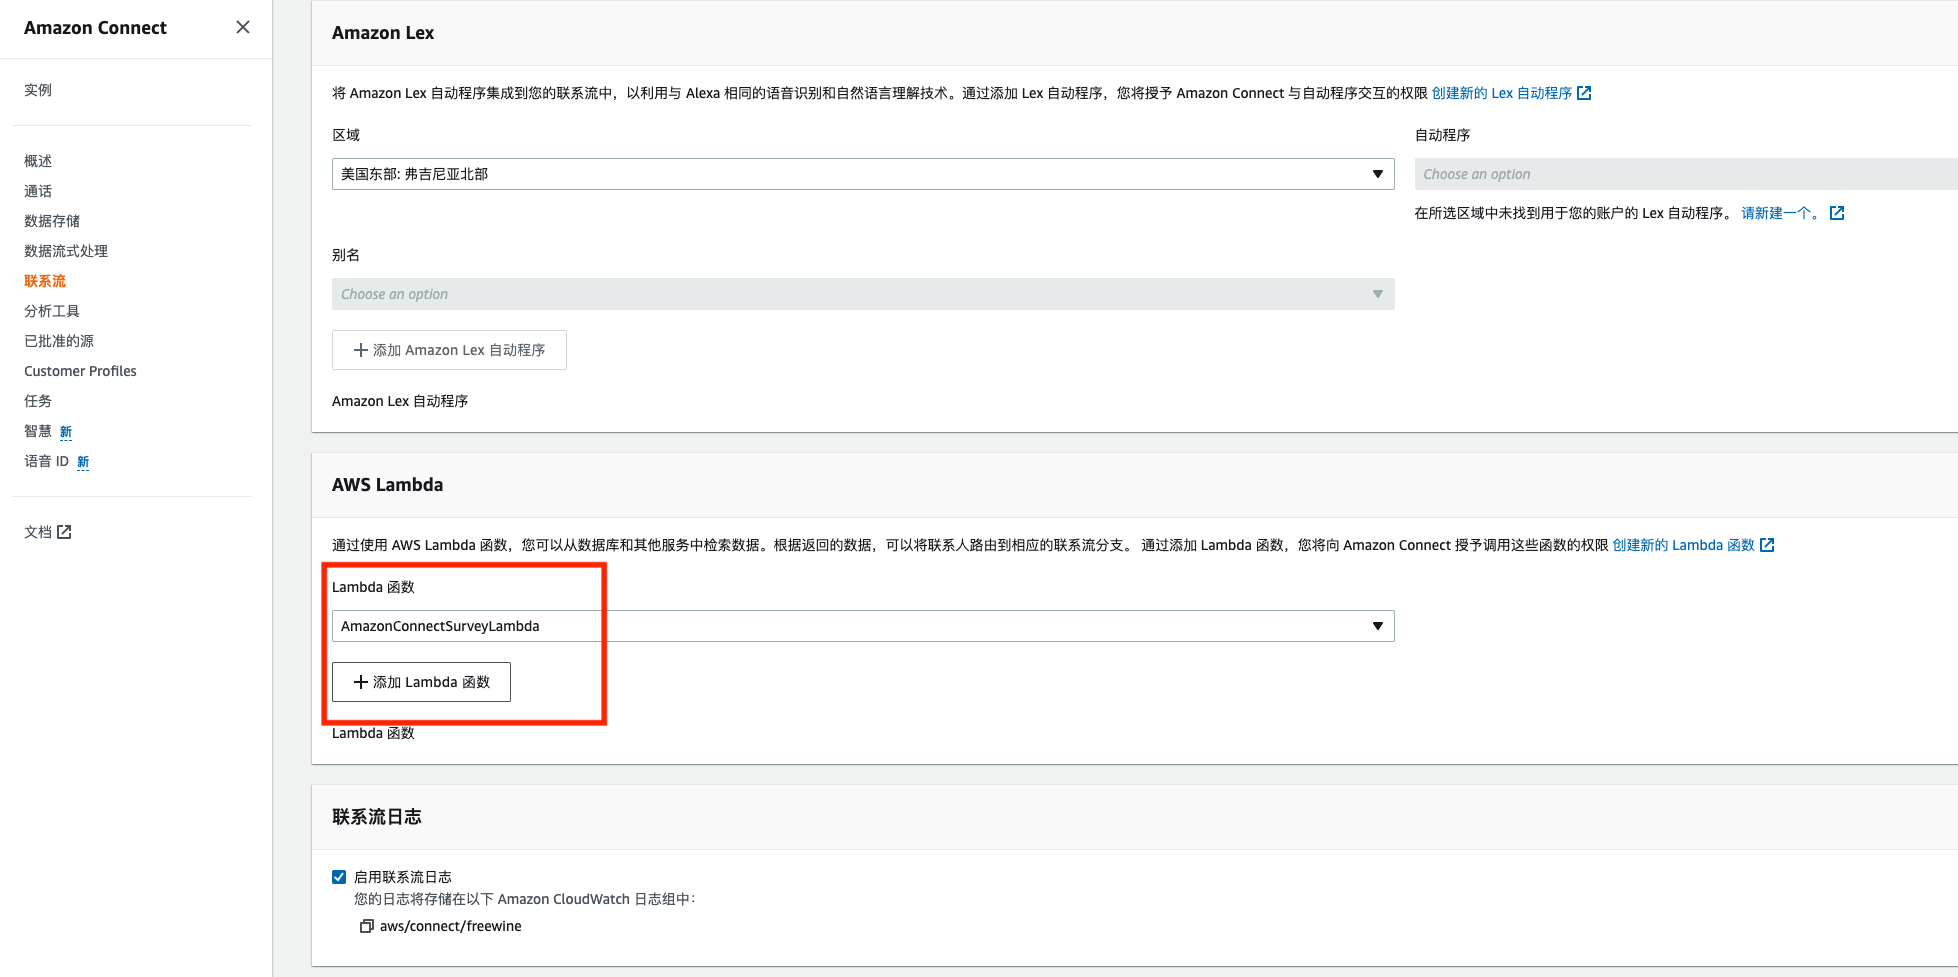 Amazon Connect
实例
概述
通话
数据存储
数据流式处理
联系流
分析工具
已批准的源
Customer Profiles
任务
智慧 新
语音 ID 新
文档
Amazon Lex
将 Amazon Lex 自动程序集成到您的联系流中，以利用与 Alexa 相同的语音识别和自然语言理解技术。通过添加 Lex 自动程序，您将授予 Amazon Connect 与自动程序交互的权限 创建新的 Lex 自动程序
区域
美国东部: 弗吉尼亚北部
自动程序
Choose an option
在所选区域中未找到用于您的账户的 Lex 自动程序。 请新建一个。
别名
Choose an option
添加 Amazon Lex 自动程序
Amazon Lex 自动程序
AWS Lambda
通过使用 AWS Lambda 函数，您可以从数据库和其他服务中检索数据。根据返回的数据，可以将联系人路由到相应的联系流分支。 通过添加 Lambda 函数，您将向 Amazon Connect 授予调用这些函数的权限 创建新的 Lambda 函数
Lambda 函数
AmazonConnectSurveyLambda
添加 Lambda 函数
Lambda 函数
联系流日志
启用联系流日志
您的日志将存储在以下 Amazon CloudWatch 日志组中：
aws/connect/freewine